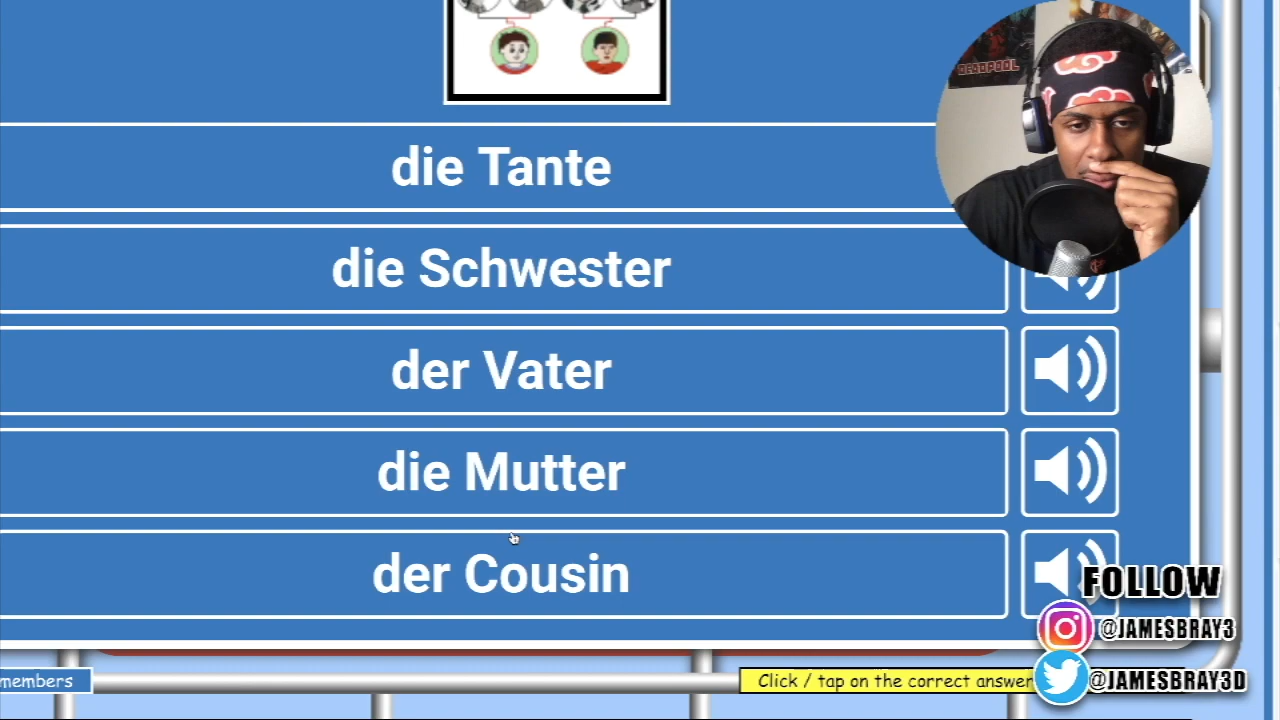 DEADPOOL
die Tante
die Schwester
der Vater
die Mutter
der Cousin
FOLLOW
@JAMESBRAY3
@JAMESBRAY3D
members
Click / tap on the correct answer